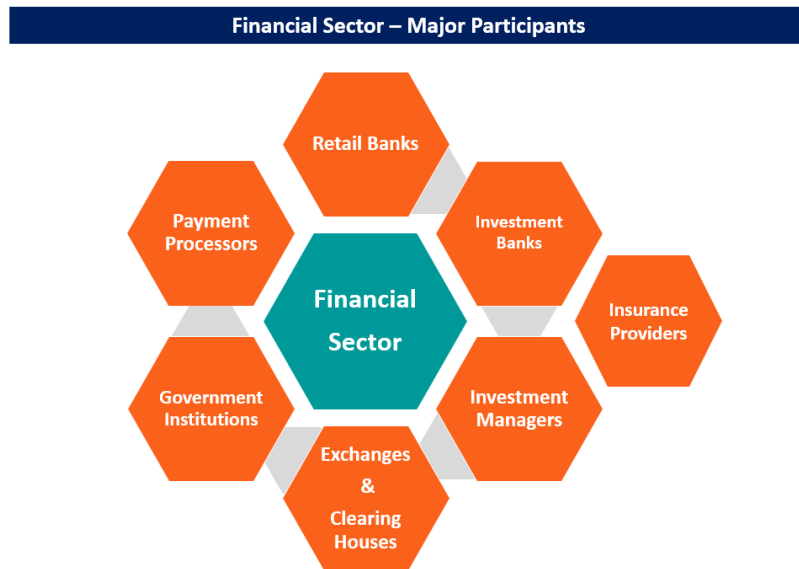 Financial Sector – Major Participants
Retail Banks
Payment
Processors
Investment
Banks
Financial
Sector
Insurance
Providers
Government
Institutions
Investment
Managers
Exchanges
&
Clearing
Houses